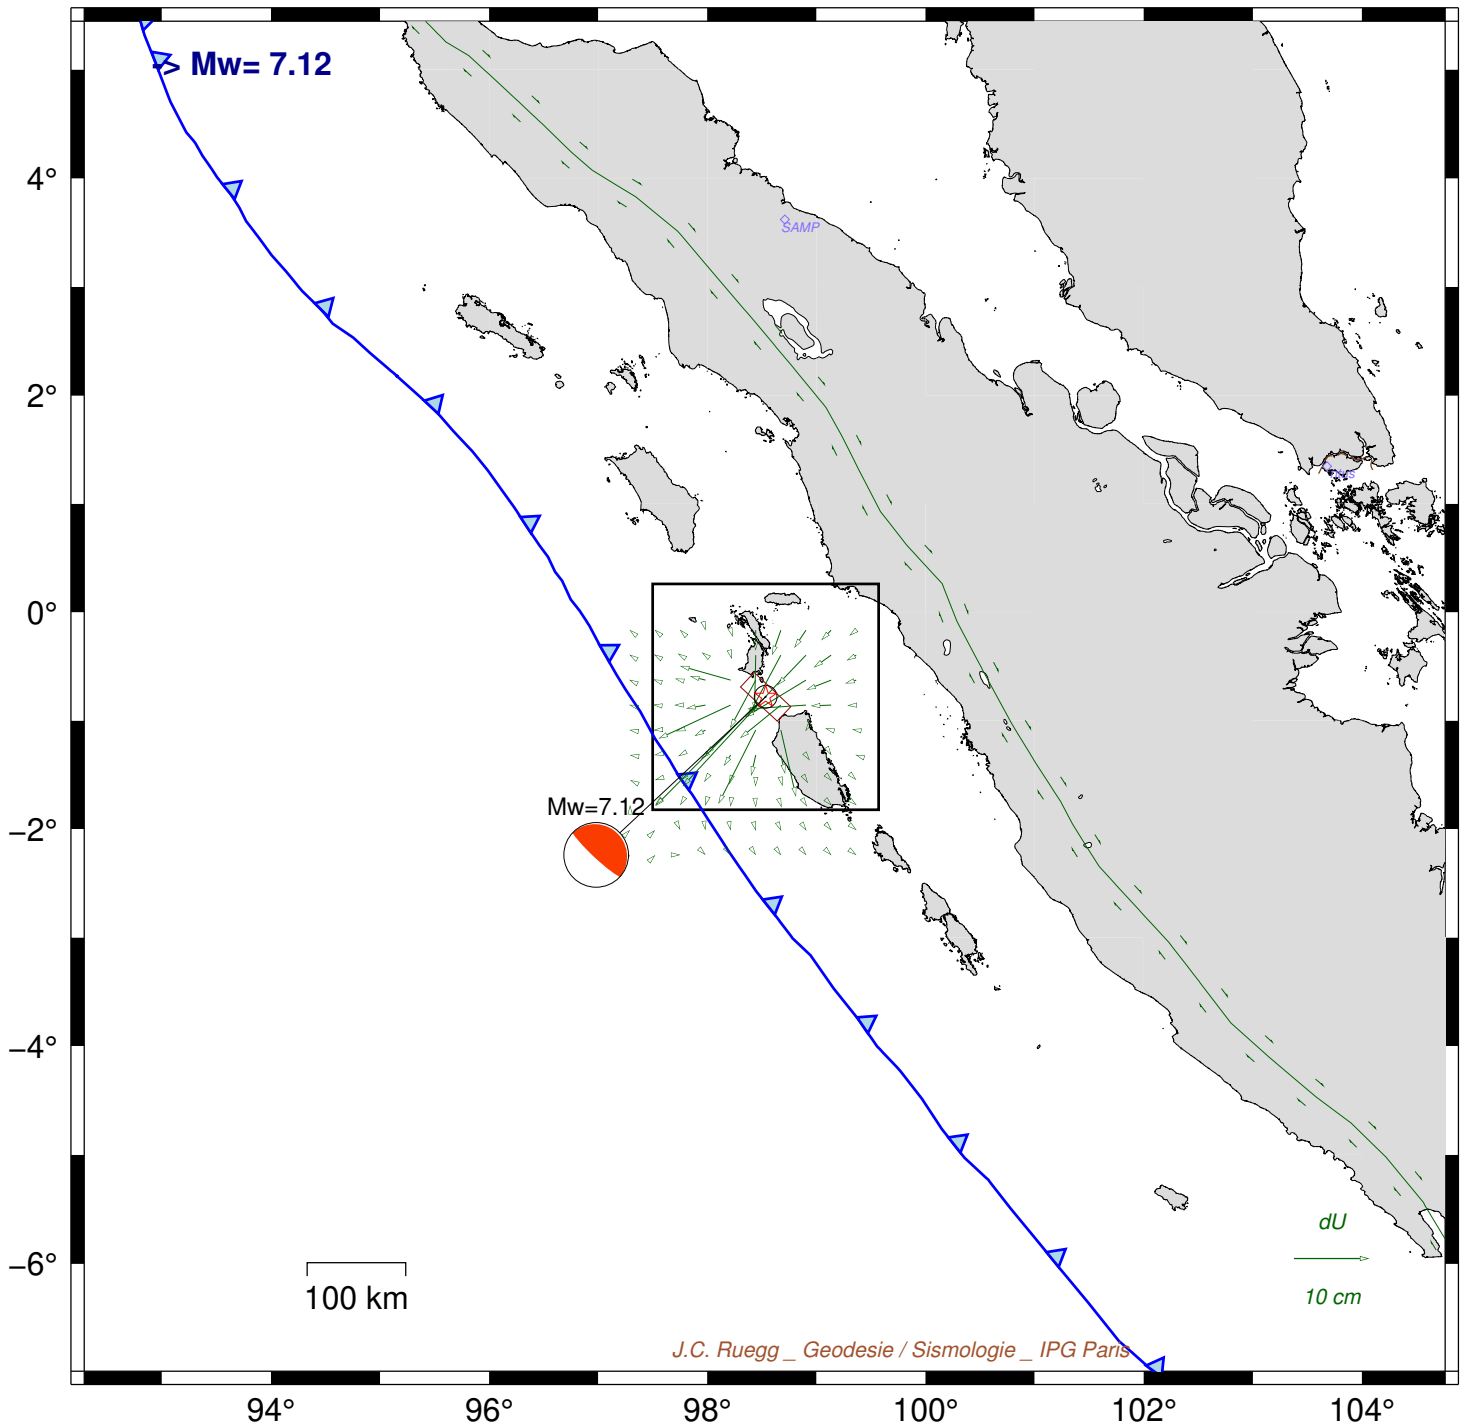 -> Mw= 7.12
4°
SAMP
2°
0°
Mw=7.12
−2°
−4°
dU
−6°
10 cm
100 km
J.C. Ruegg _ Geodesie / Sismologie _ IPG Paris
94°
96°
98°
100°
102°
104°